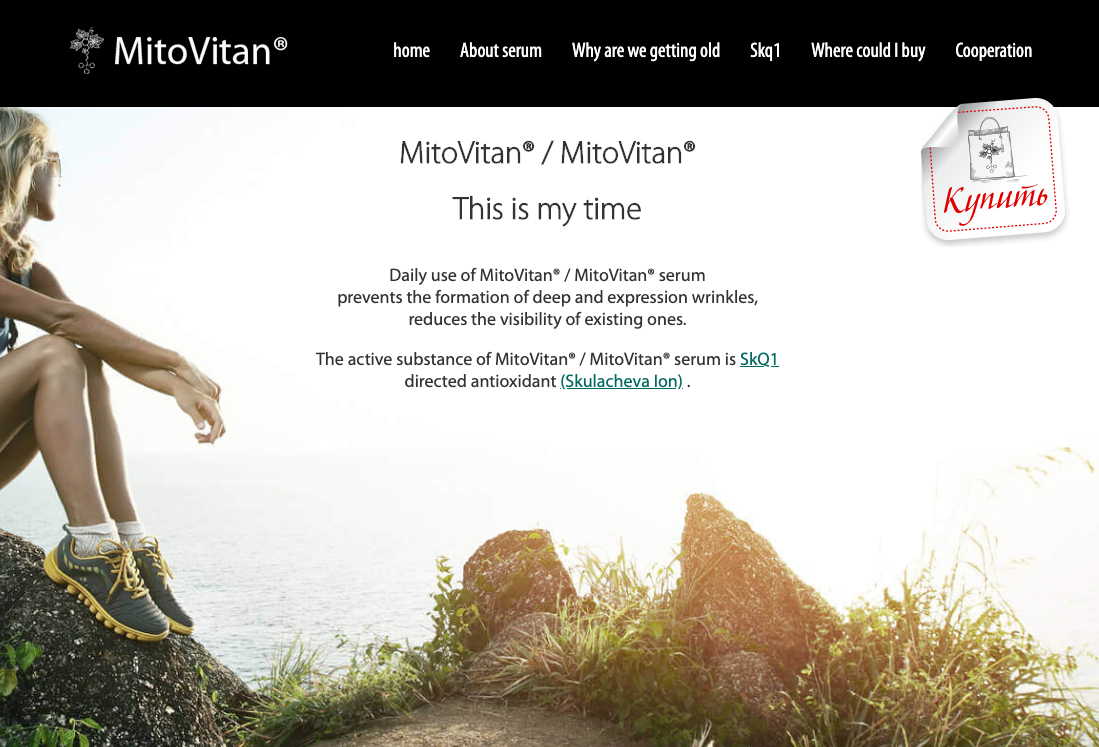 MitoVitan®
home About serum Why are we getting old Skq1 Where could I buy Cooperation
MitoVitan® / MitoVitan®
Купить
This is my time
Daily use of MitoVitan® / MitoVitan® serum
prevents the formation of deep and expression wrinkles,
reduces the visibility of existing ones.
The active substance of MitoVitan® / MitoVitan® serum is SkQ1
directed antioxidant (Skulacheva Ion) .